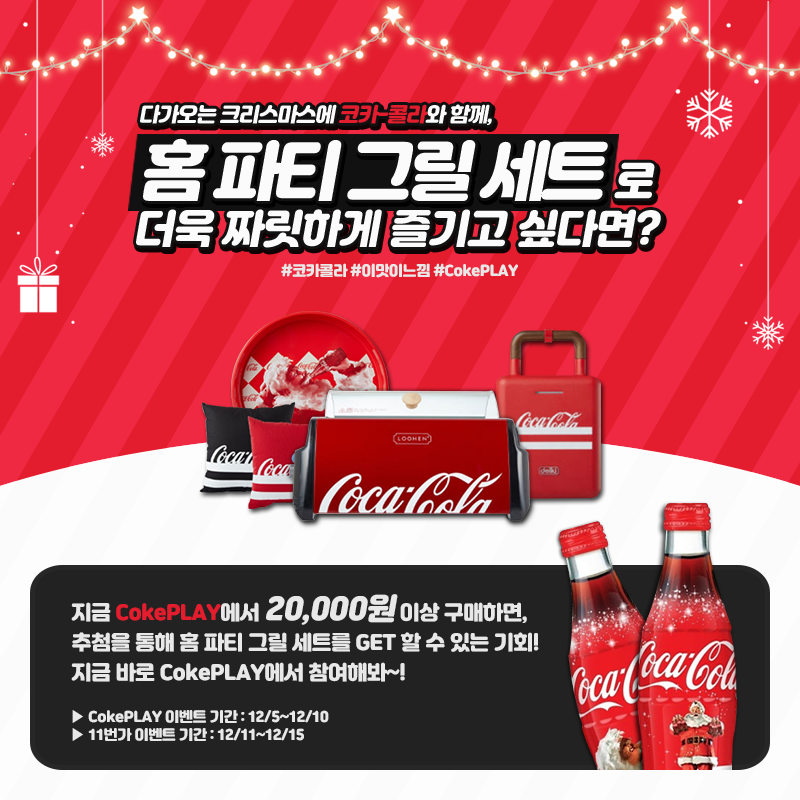 다가오는 크리스마스에 코카-콜라와 함께,
홈 파티 그릴 세트로
더욱 짜릿하게 즐기고 싶다면?
#코카콜라 #이맛이느낌 #CokePLAY
LOOHEN
Coca-Cola
Coca-Cola
Coca-Cola
지금 CokePLAY에서 20,000원 이상 구매하면,
추첨을 통해 홈 파티 그릴 세트를 GET 할 수 있는 기회!
지금 바로 CokePLAY에서 참여해봐~!
▶ CokePLAY 이벤트 기간 : 12/5~12/10
▶ 11번가 이벤트 기간 : 12/11~12/15